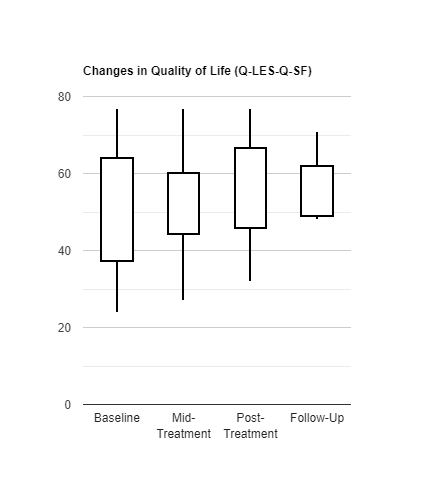 Changes in Quality of Life (Q-LES-Q-SF)
80
60
40
20
0
Baseline
Mid-
Treatment
Post-
Treatment
Follow-Up